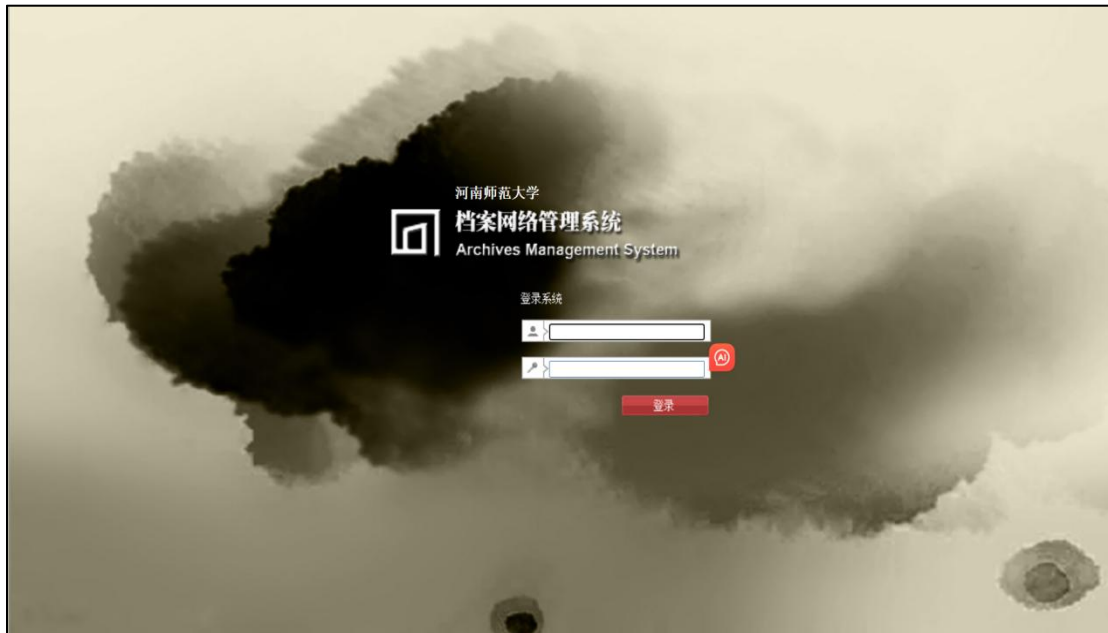 河南师范大学
档案网络管理系统
Archives Management System
登录系统
AI
登录